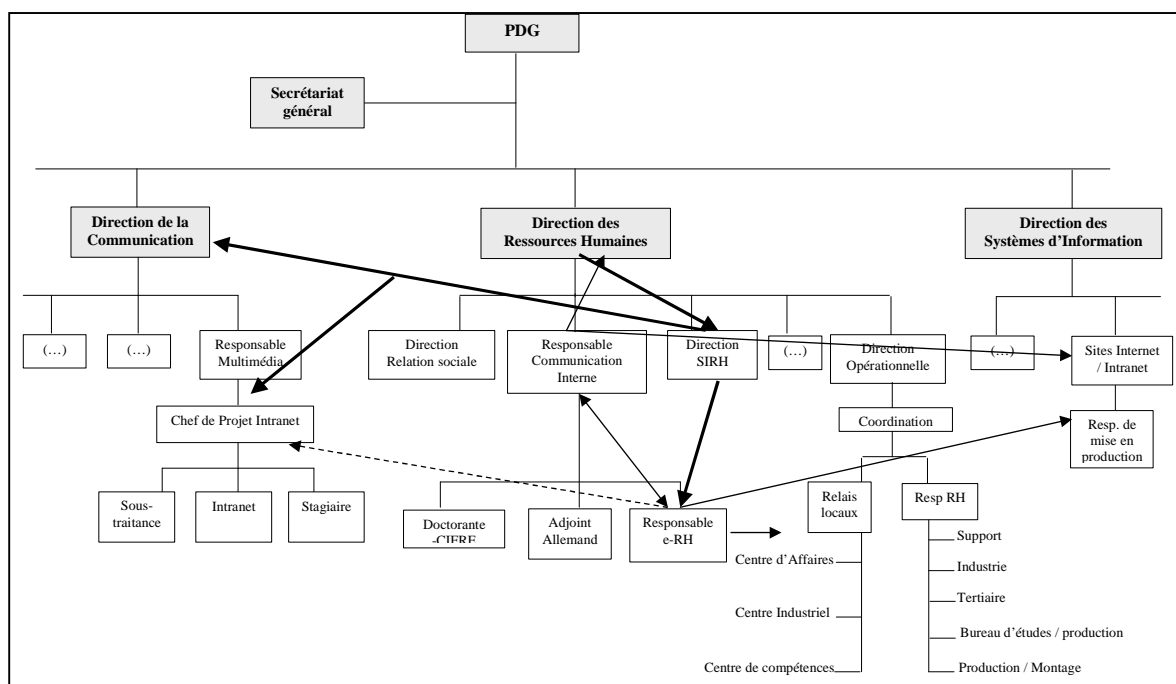 PDG
Secrétariat
général
Direction de la
Communication
Direction des
Ressources Humaines
Direction des
Systèmes d'Information
(…)
(…)
Responsable
Multimédia
Direction
Relation sociale
Responsable
Communication
Interne
Direction
SIRH
(…)
Direction
Opérationnelle
(…)
Sites Internet
/ Intranet
Chef de Projet Intranet
Coordination
Resp. de
mise en
production
Sous-
traitance
Intranet
Stagiaire
Doctorante
-CIFRE
Adjoint
Allemand
Responsable
e-RH
Relais
locaux
Resp RH
Centre d'Affaires
Centre Industriel
Centre de compétences
Support
Industrie
Tertiaire
Bureau d'études / production
Production / Montage